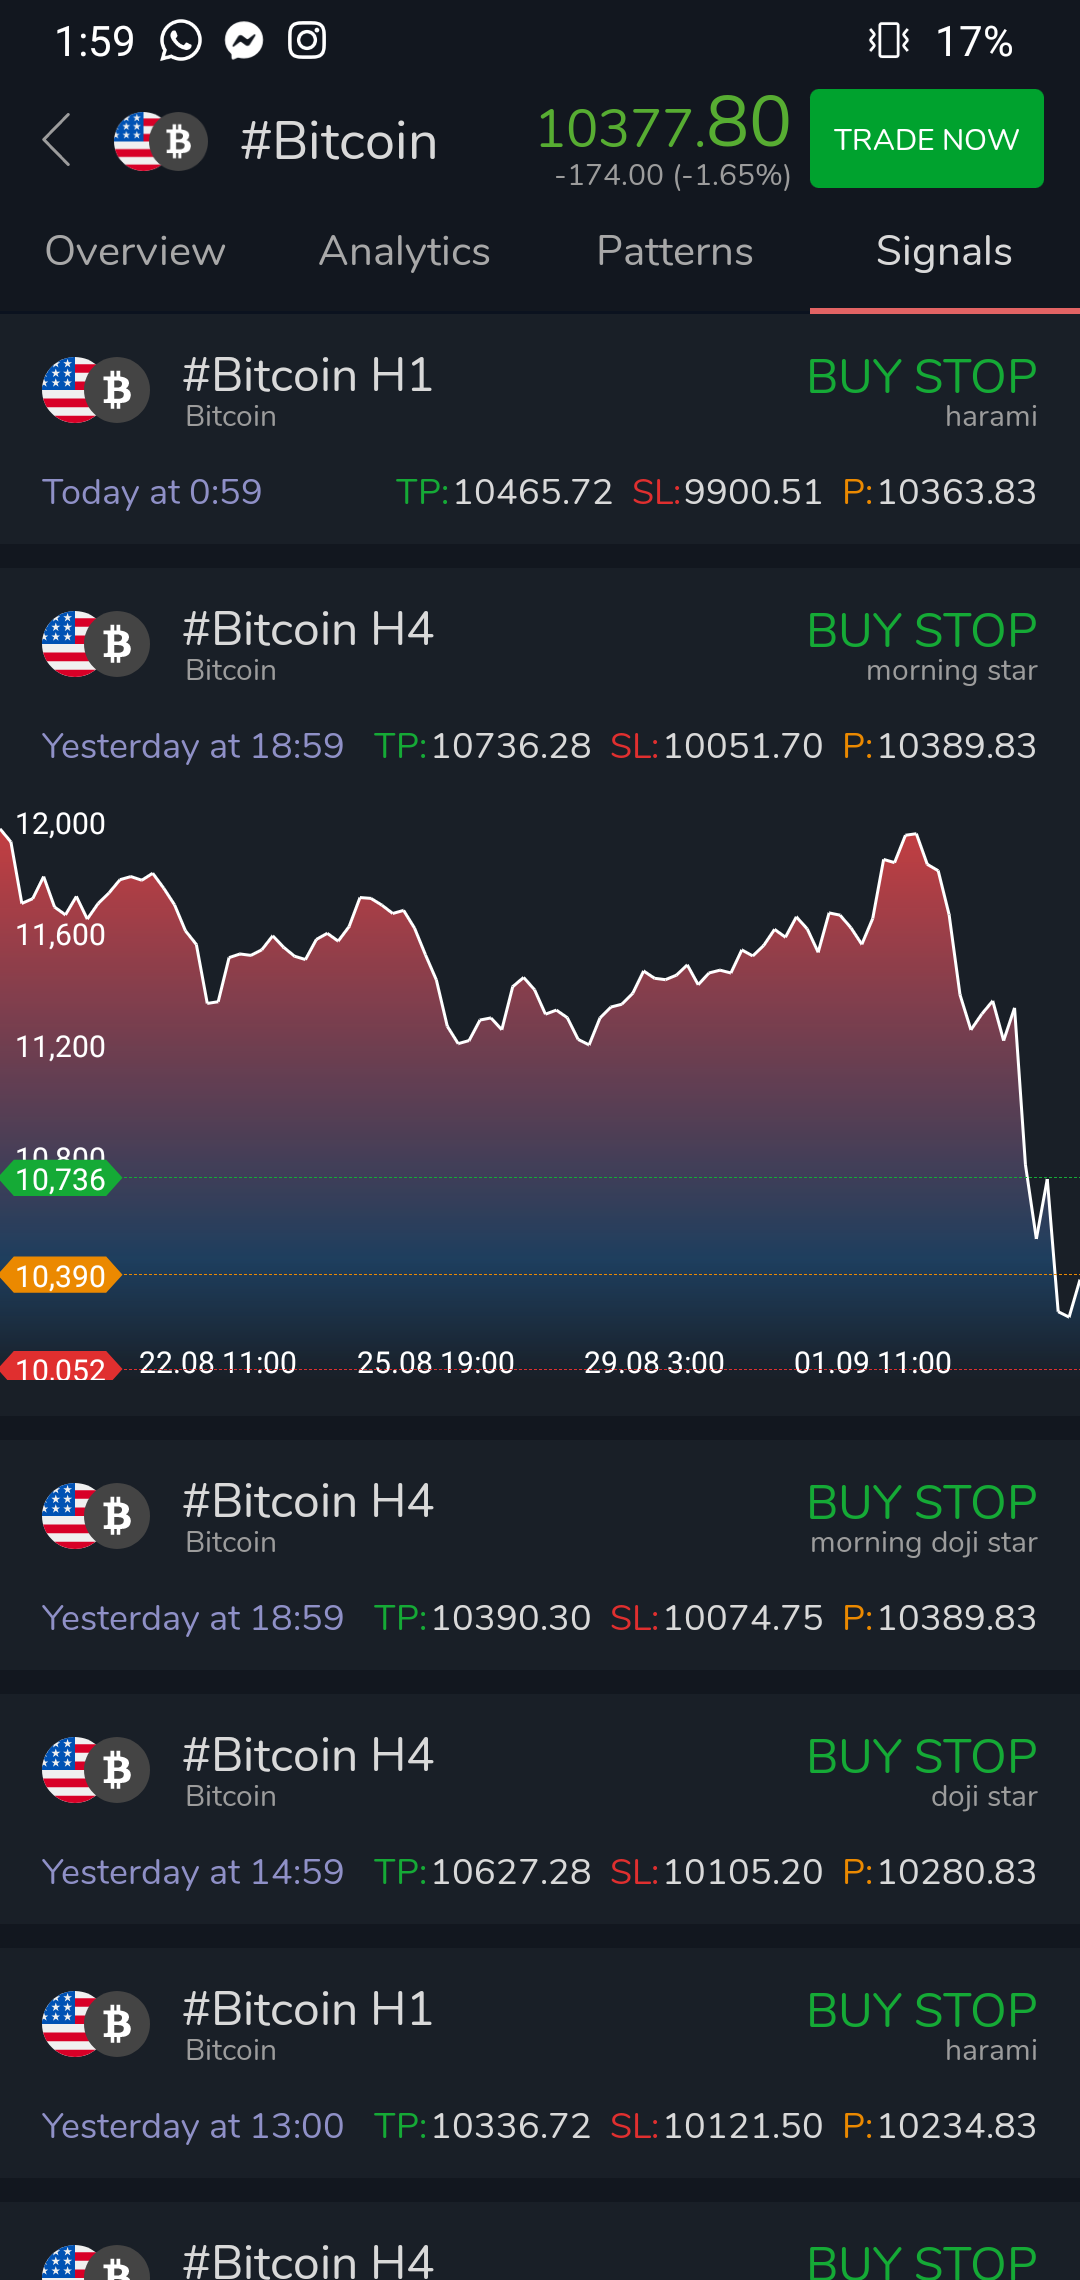 1:59 17%
#Bitcoin 10377.80 TRADE NOW
-174.00 (-1.65%)
Overview Analytics Patterns Signals
#Bitcoin H1 BUY STOP
Bitcoin harami
Today at 0:59 TP:10465.72 SL:9900.51 P:10363.83
#Bitcoin H4 BUY STOP
Bitcoin morning star
Yesterday at 18:59 TP:10736.28 SL:10051.70 P:10389.83
12,000
11,600
11,200
10,800
10,736
10,390
10,052 22.08 11:00 25.08 19:00 29.08 3:00 01.09 11:00
#Bitcoin H4 BUY STOP
Bitcoin morning doji star
Yesterday at 18:59 TP:10390.30 SL:10074.75 P:10389.83
#Bitcoin H4 BUY STOP
Bitcoin doji star
Yesterday at 14:59 TP:10627.28 SL:10105.20 P:10280.83
#Bitcoin H1 BUY STOP
Bitcoin harami
Yesterday at 13:00 TP:10336.72 SL:10121.50 P:10234.83
#Bitcoin H4 BUY STOP